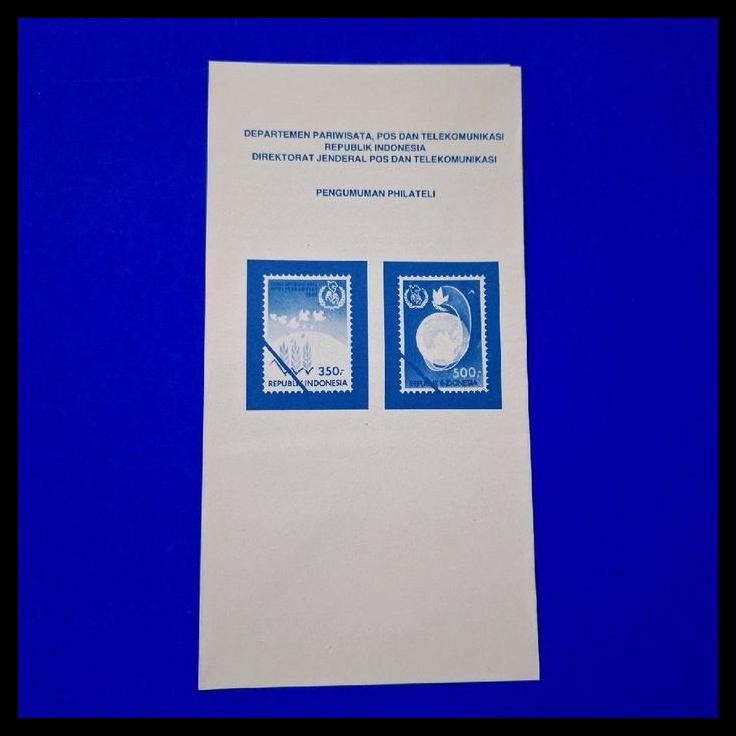 DEPARTEMEN PARIWISATA, POS DAN TELEKOMUNIKASI
REPUBLIK INDONESIA
DIREKTORAT JENDERAL POS DAN TELEKOMUNIKASI
PENGUMUMAN PHILATELI
350,-
REPUBLIK INDONESIA
500,-
REPUBLIK INDONESIA